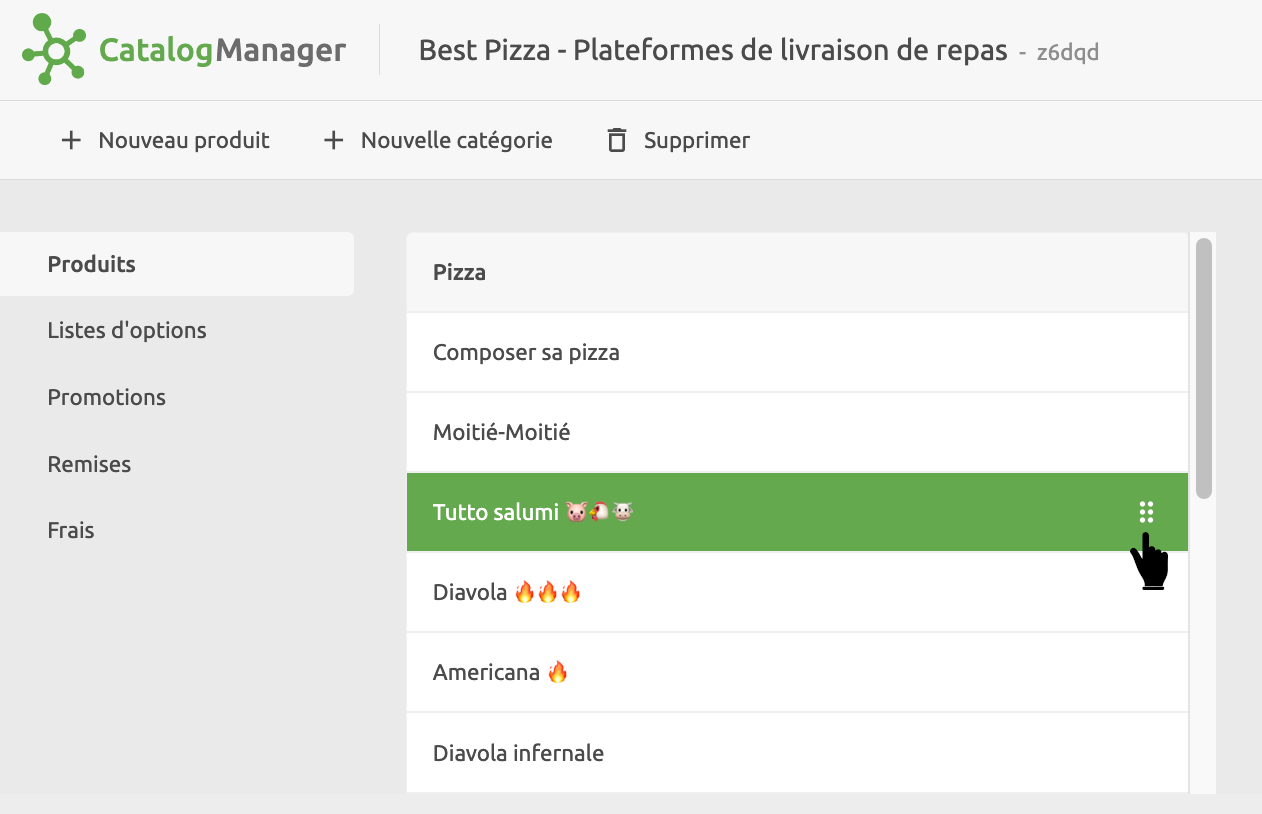 CatalogManager
Best Pizza - Plateformes de livraison de repas - z6dqd
+ Nouveau produit
+ Nouvelle catégorie
Supprimer
Produits
Listes d'options
Promotions
Remises
Frais
Pizza
Composer sa pizza
Moitié-Moitié
Tutto salumi 🐷🐔🐮
Diavola 🔥🔥🔥
Americana 🔥
Diavola infernale